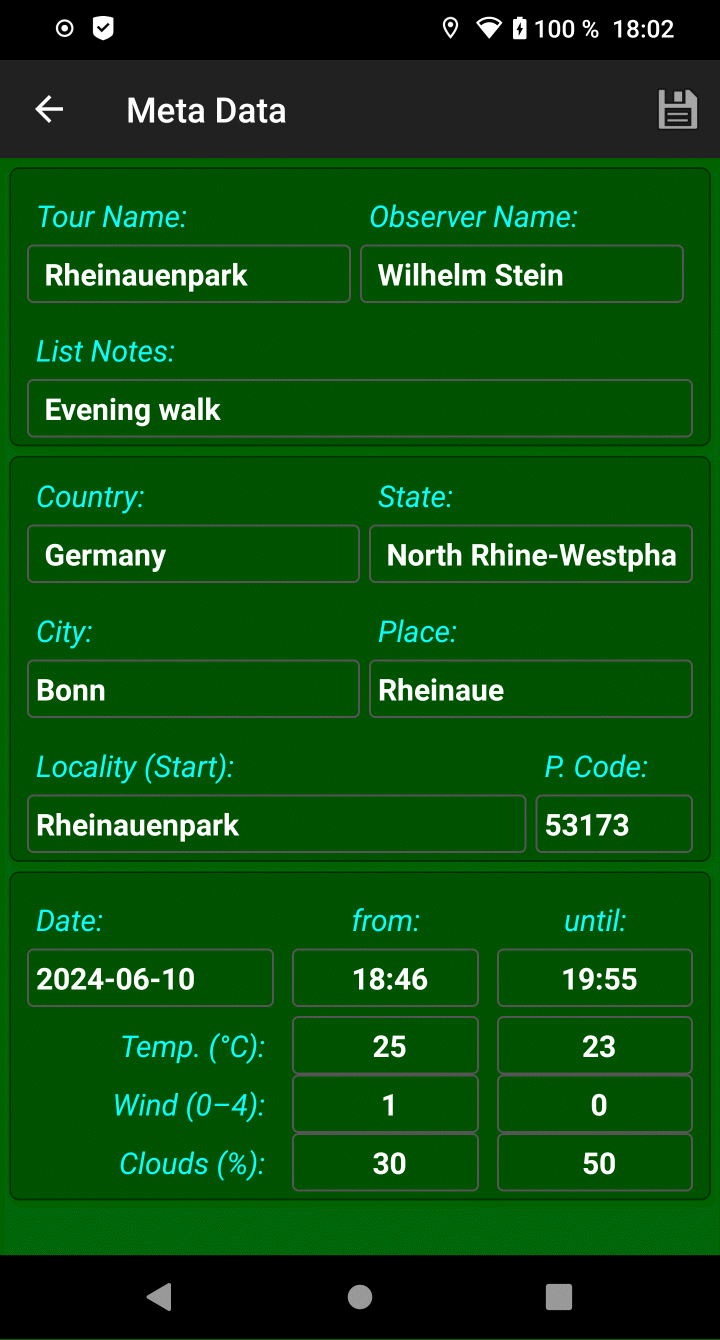 100 % 18:02
Meta Data
Tour Name: Observer Name:
Rheinauenpark Wilhelm Stein
List Notes:
Evening walk
Country: State:
Germany North Rhine-Westpha
City: Place:
Bonn Rheinaue
Locality (Start): P. Code:
Rheinauenpark 53173
Date: from: until:
2024-06-10 18:46 19:55
Temp. (°C): 25 23
Wind (0–4): 1 0
Clouds (%): 30 50